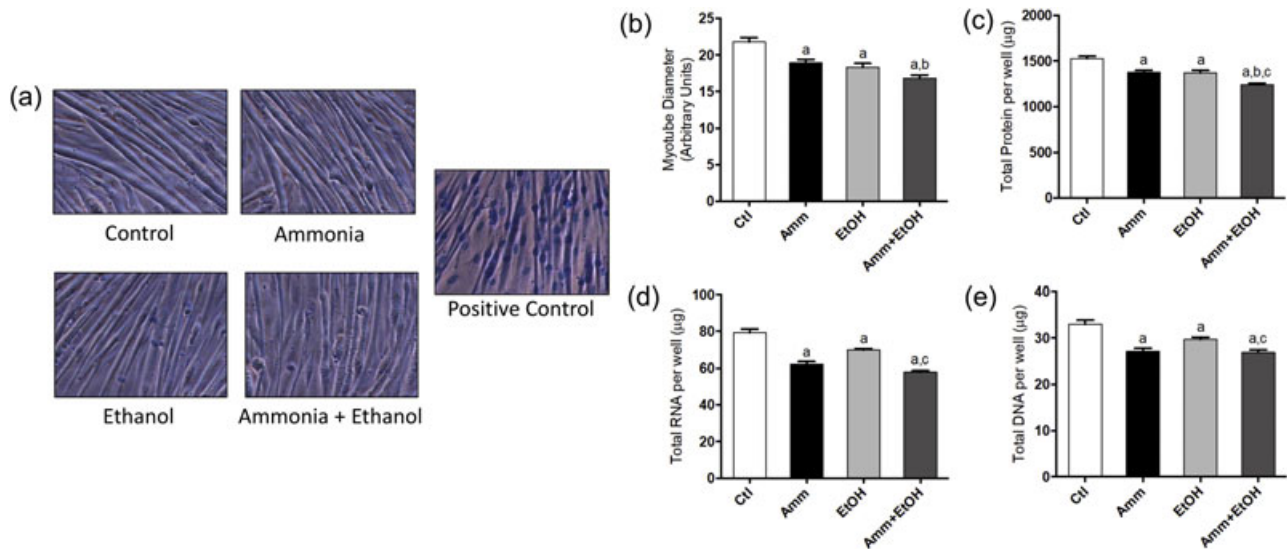 (a)
Control
Ammonia
Positive Control
Ethanol
Ammonia + Ethanol
(b)
Myotube Diameter
(Arbitrary Units)
25
20
15
10
5
0
a
a
a,b
Ctl
Amm
EtOH
Amm+EtOH
(c)
Total Protein per well (µg)
2000
1500
1000
500
0
a
a
a,b,c
Ctl
Amm
EtOH
Amm+EtOH
(d)
Total RNA per well (µg)
100
80
60
40
20
0
a
a
a,c
Ctl
Amm
EtOH
Amm+EtOH
(e)
Total DNA per well (µg)
40
30
20
10
0
a
a
a,c
Ctl
Amm
EtOH
Amm+EtOH